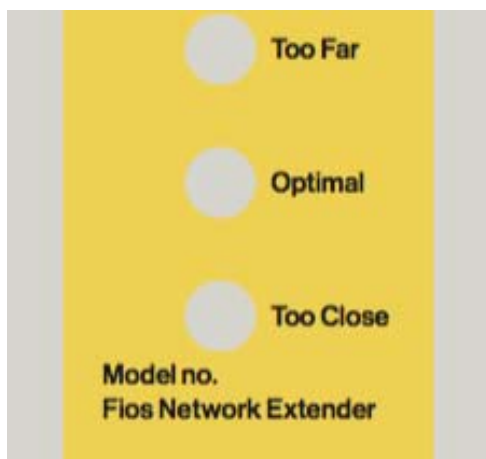 Too Far
Optimal
Too Close
Model no.
Fios Network Extender